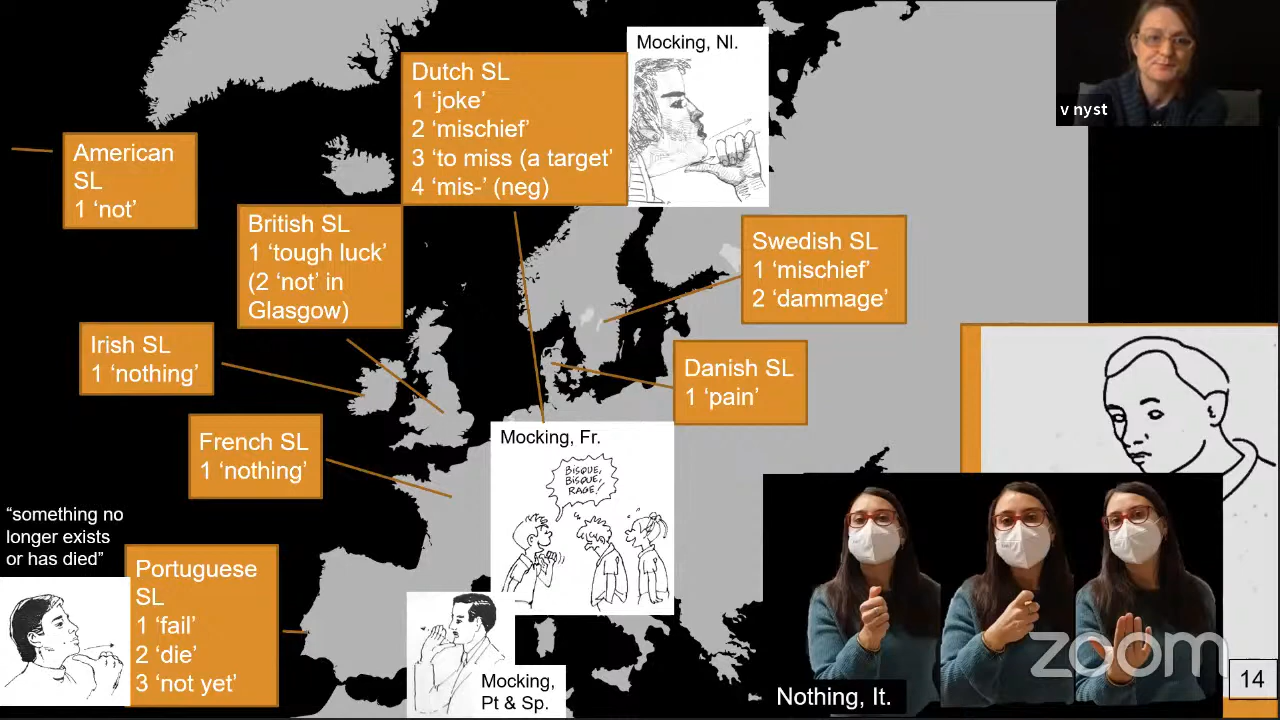 Mocking, Nl.
Dutch SL
1 ‘joke’
2 ‘mischief’
3 ‘to miss (a target’
4 ‘mis-’ (neg)
v nyst
American
SL
1 ‘not’
British SL
1 ‘tough luck’
(2 ‘not’ in
Glasgow)
Swedish SL
1 ‘mischief’
2 ‘dammage’
Irish SL
1 ‘nothing’
Danish SL
1 ‘pain’
French SL
1 ‘nothing’
Mocking, Fr.
BISQUE,
BISQUE,
RAGE!
“something no
longer exists
or has died”
Portuguese
SL
1 ‘fail’
2 ‘die’
3 ‘not yet’
Mocking,
Pt & Sp.
Nothing, It.
zoom
14